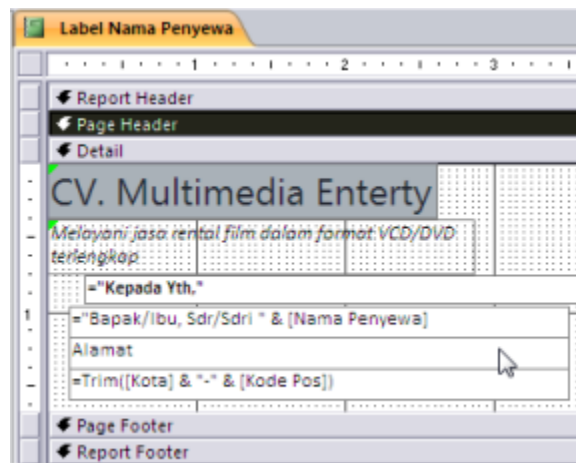 Label Nama Penyewa
1 2 3
Report Header
Page Header
Detail
CV. Multimedia Enterty
Melayani jasa rental film dalam format VCD/DVD
terlengkap
="Kepada Yth,"
1
="Bapak/Ibu, Sdr/Sdri " & [Nama Penyewa]
Alamat
=Trim([Kota] & "-" & [Kode Pos])
Page Footer
Report Footer